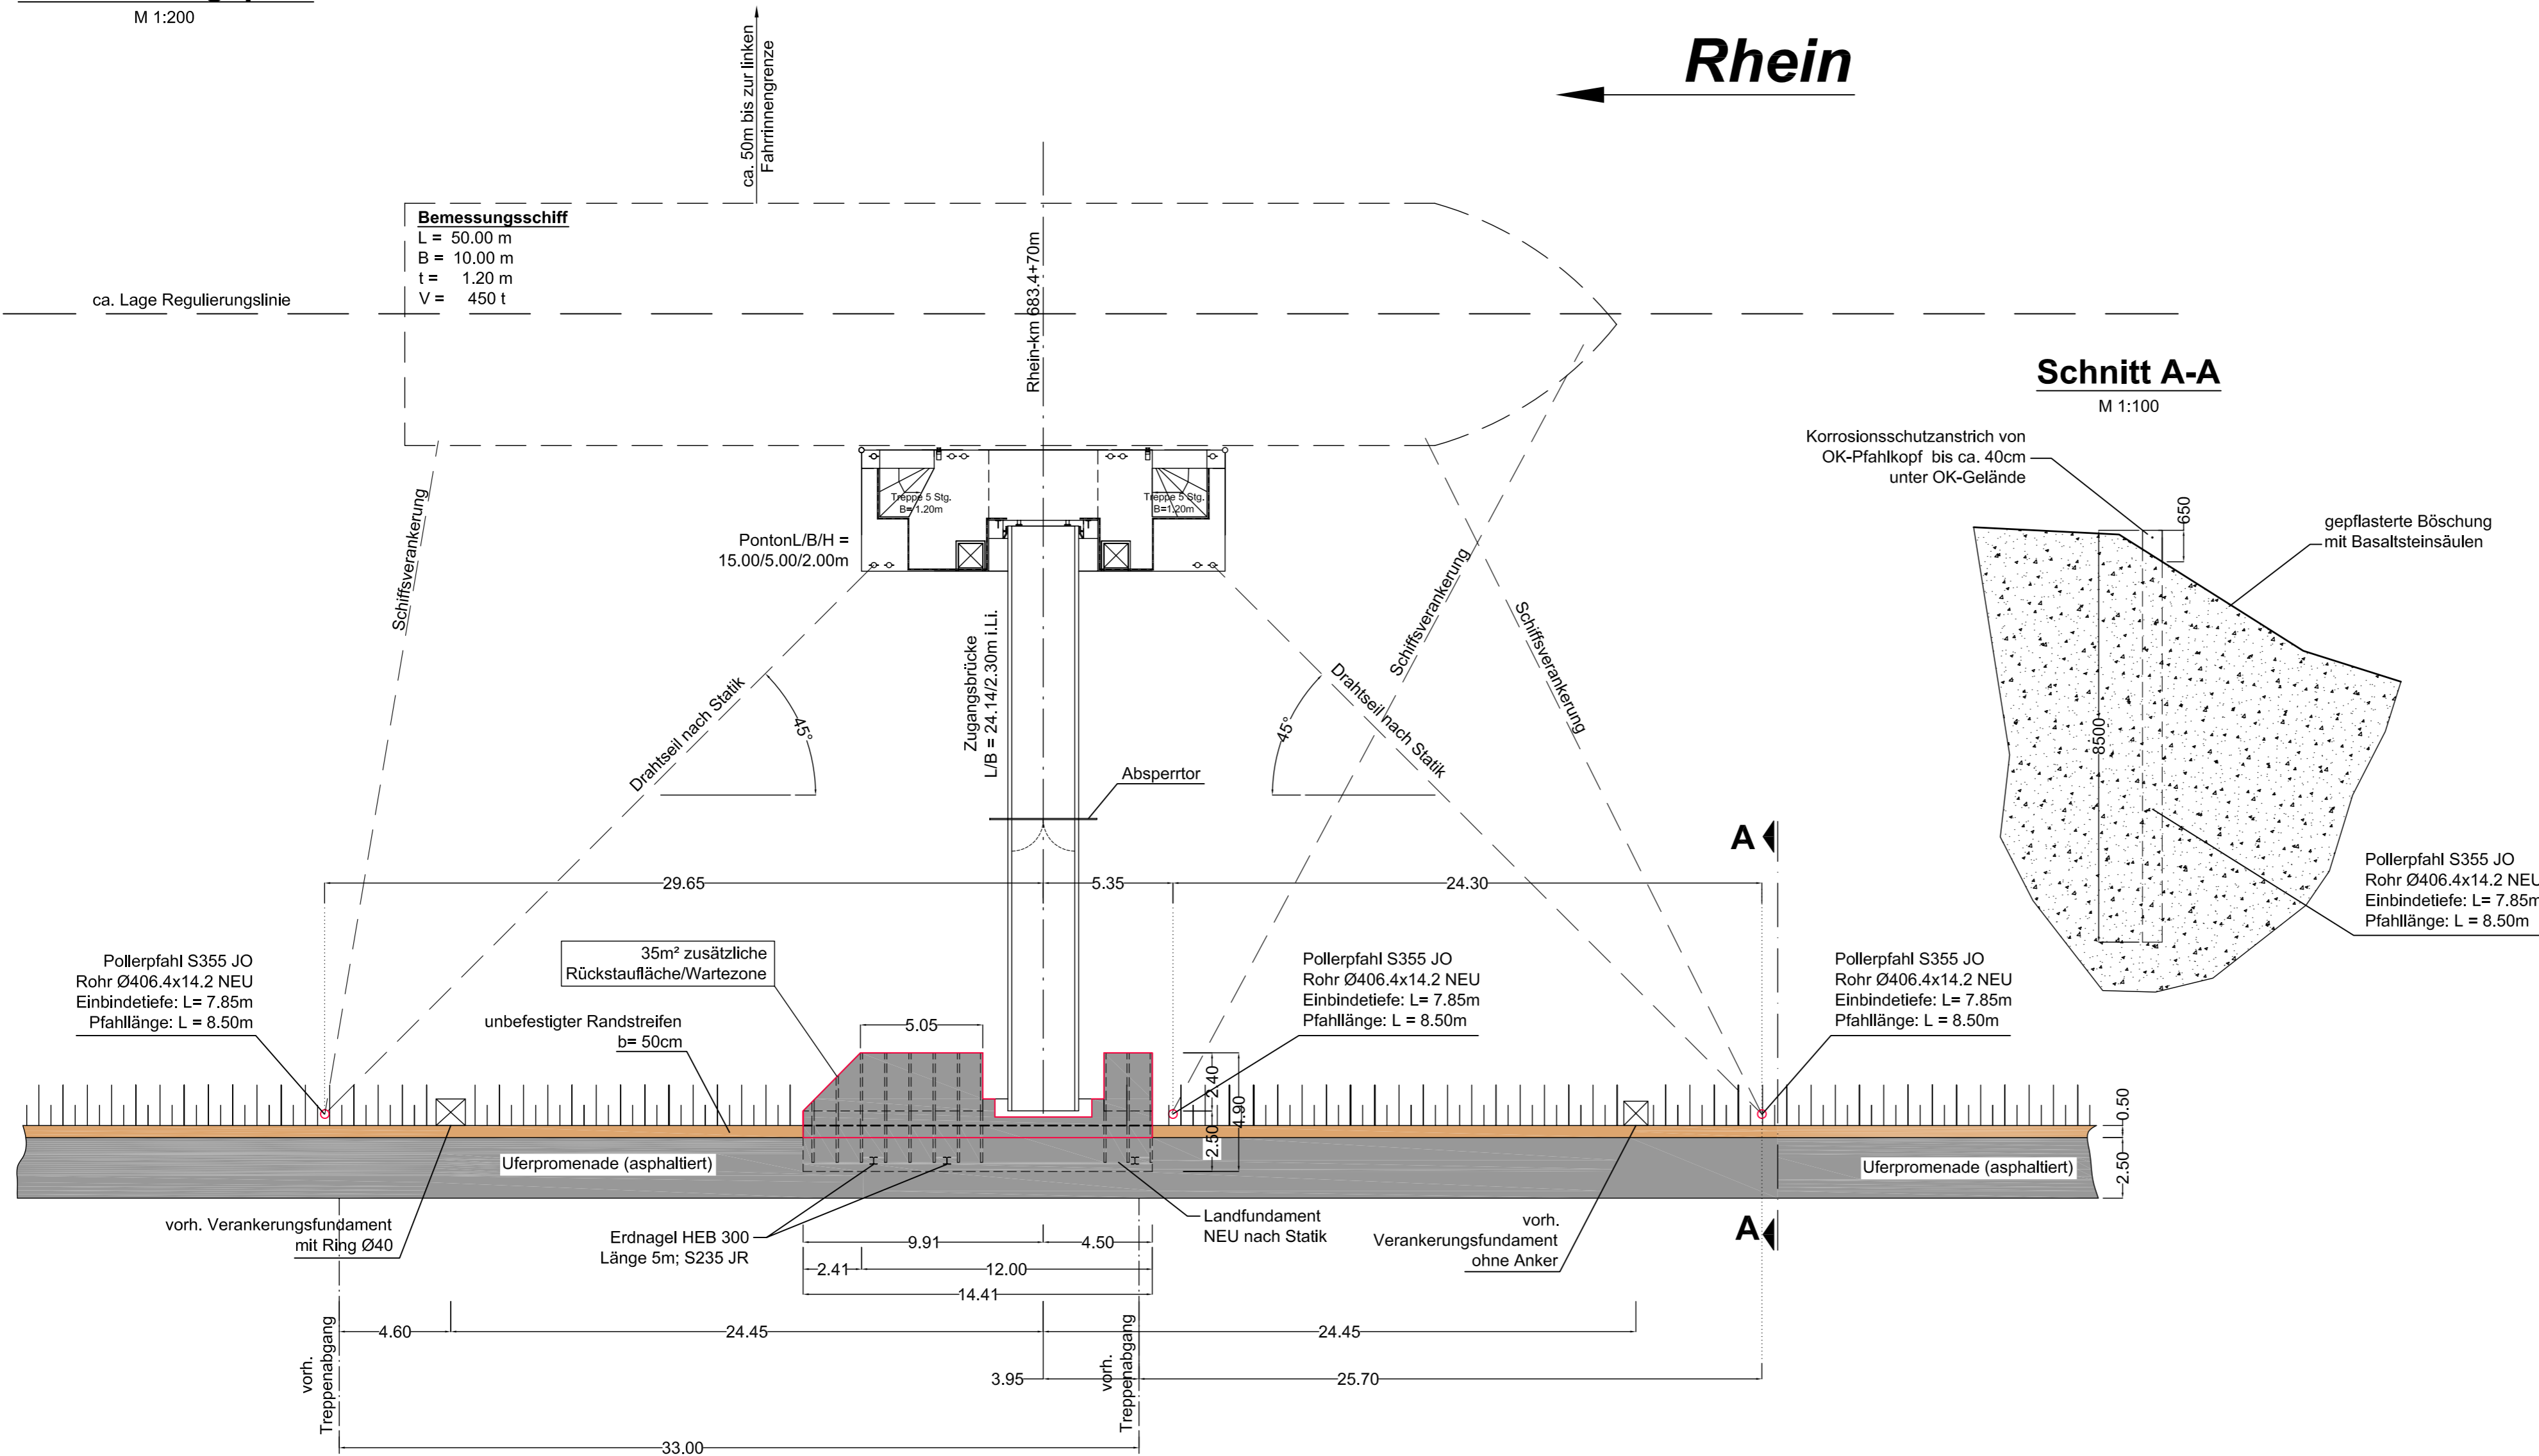 M 1:200
ca. 50m bis zur linken
Fahrrinnengrenze
Rhein
Bemessungsschiff
L = 50.00 m
B = 10.00 m
t = 1.20 m
V = 450 t
ca. Lage Regulierungslinie
Rhein-km 683.4+70m
Schnitt A-A
M 1:100
Korrosionsschutzanstrich von
OK-Pfahlkopf bis ca. 40cm
unter OK-Gelände
650
gepflasterte Böschung
mit Basaltsteinsäulen
8500
Pollerpfahl S355 JO
Rohr Ø406.4x14.2 NEU
Einbindetiefe: L= 7.85m
Pfahllänge: L = 8.50m
Treppe 5 Stg.
B= 1.20m
Treppe 5 Stg.
B=1.20m
PontonL/B/H =
15.00/5.00/2.00m
Schiffsverankerung
Schiffsverankerung
Schiffsverankerung
Drahtseil nach Statik
45°
Zugangsbrücke
L/B = 24.14/2.30m i.Li.
45°
Drahtseil nach Statik
Absperrtor
A
29.65
5.35
24.30
Pollerpfahl S355 JO
Rohr Ø406.4x14.2 NEU
Einbindetiefe: L= 7.85m
Pfahllänge: L = 8.50m
35m² zusätzliche
Rückstaufläche/Wartezone
unbefestigter Randstreifen
b= 50cm
5.05
Pollerpfahl S355 JO
Rohr Ø406.4x14.2 NEU
Einbindetiefe: L= 7.85m
Pfahllänge: L = 8.50m
Pollerpfahl S355 JO
Rohr Ø406.4x14.2 NEU
Einbindetiefe: L= 7.85m
Pfahllänge: L = 8.50m
2.40
4.90
2.50
0.50
2.50
Uferpromenade (asphaltiert)
Uferpromenade (asphaltiert)
vorh. Verankerungsfundament
mit Ring Ø40
Erdnagel HEB 300
Länge 5m; S235 JR
Landfundament
NEU nach Statik
vorh.
Verankerungsfundament
ohne Anker
A
9.91
4.50
2.41
12.00
14.41
4.60
24.45
24.45
vorh.
Treppenabgang
vorh.
Treppenabgang
3.95
25.70
33.00